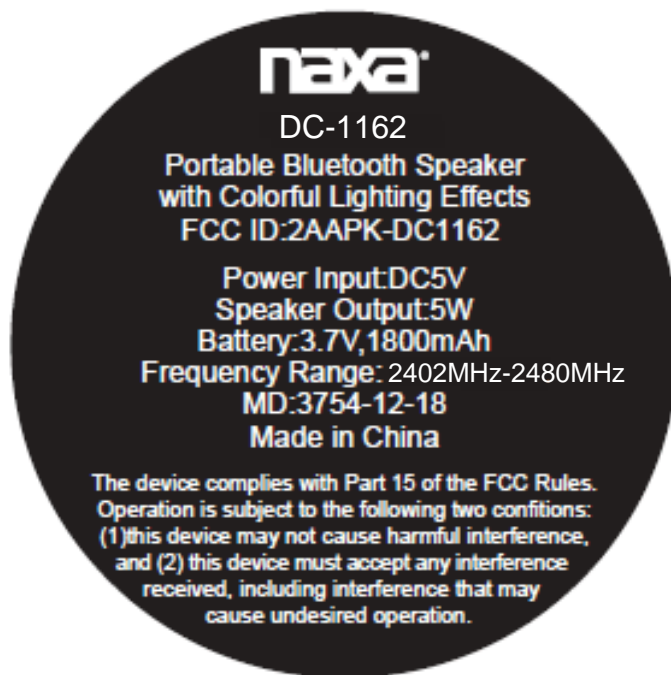 naxa
DC-1162
Portable Bluetooth Speaker
with Colorful Lighting Effects
FCC ID:2AAPK-DC1162
Power Input:DC5V
Speaker Output:5W
Battery:3.7V,1800mAh
Frequency Range: 2402MHz-2480MHz
MD:3754-12-18
Made in China
The device complies with Part 15 of the FCC Rules.
Operation is subject to the following two confitions:
(1)this device may not cause harmful interference,
and (2) this device must accept any interference
received, including interference that may
cause undesired operation.